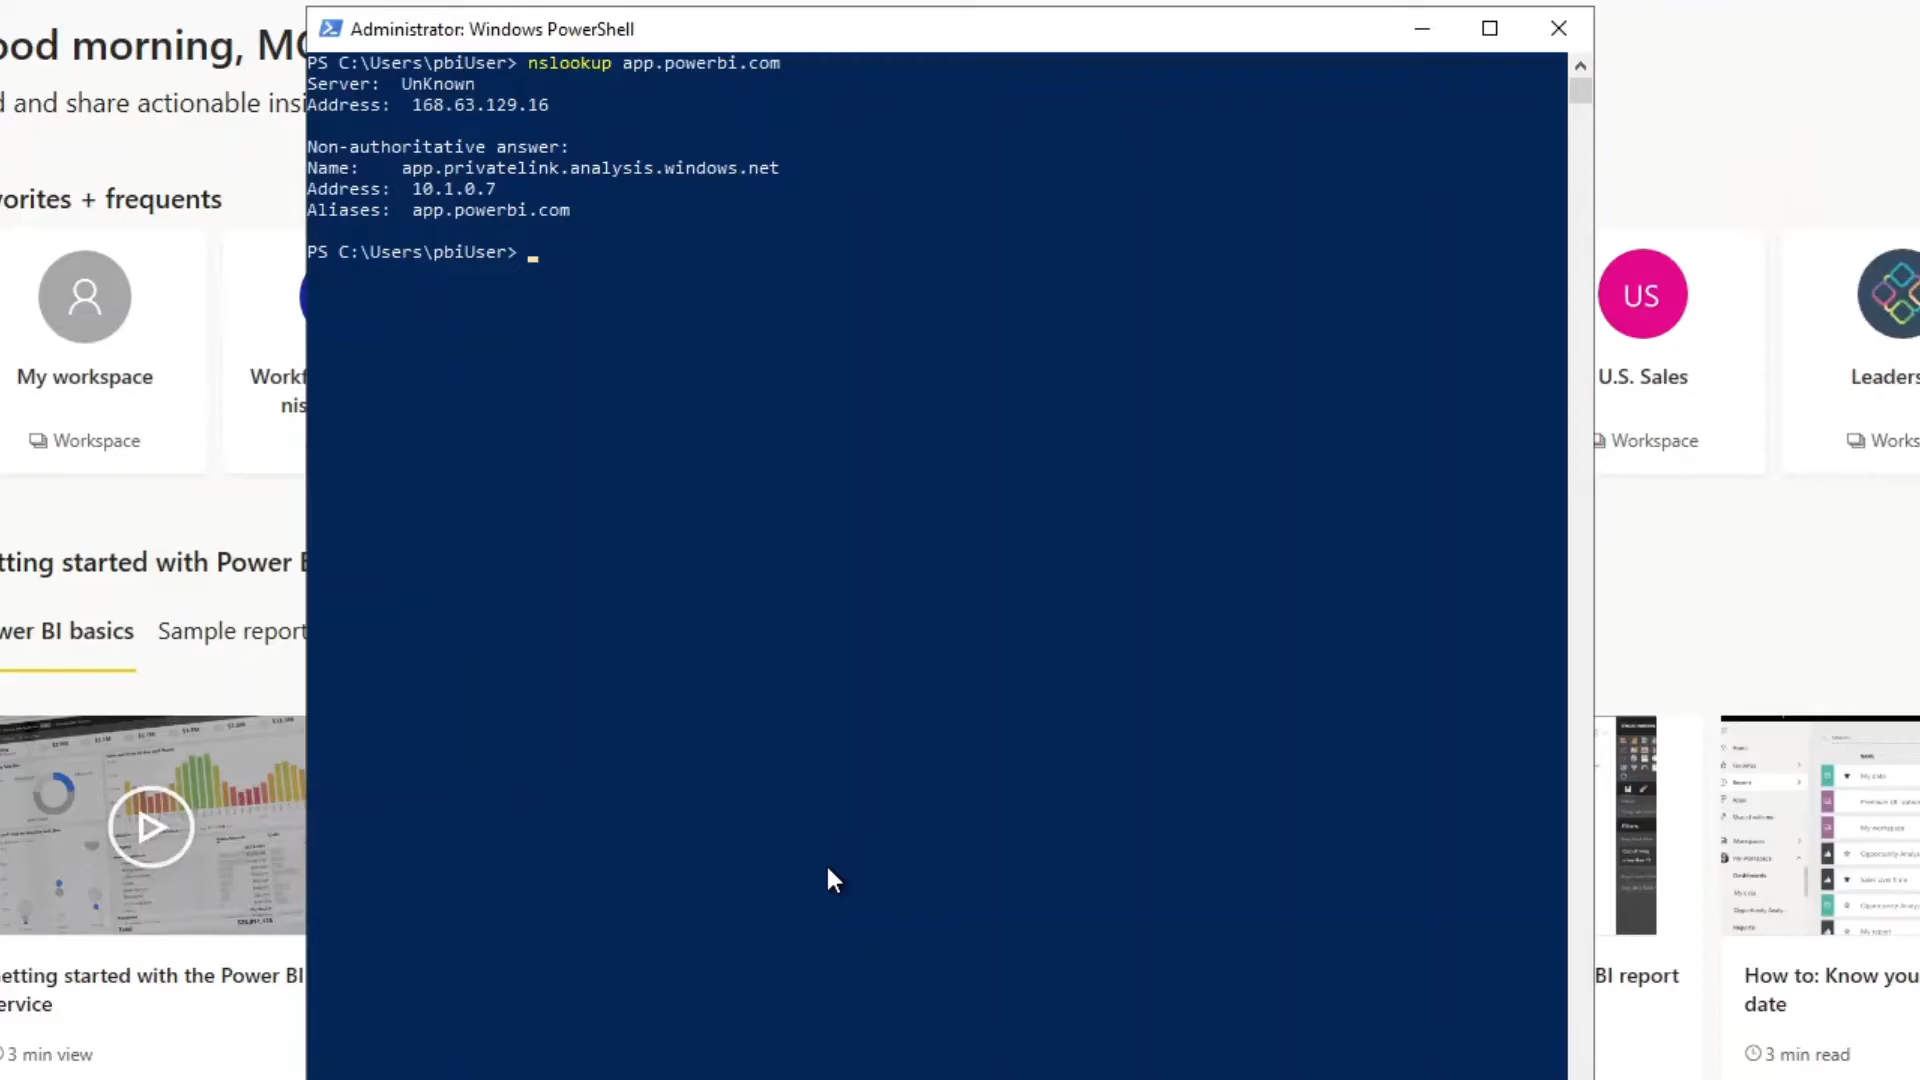 Administrator: Windows PowerShell
PS C:\Users\pbiUser> nslookup app.powerbi.com
Server:  UnKnown
Address:  168.63.129.16
Non-authoritative answer:
Name:    app.privatelink.analysis.windows.net
Address:  10.1.0.7
Aliases:  app.powerbi.com
PS C:\Users\pbiUser>
ood morning, MO
d and share actionable insi
vorites + frequents
My workspace
Workspace
Workf
nis
US
U.S. Sales
Workspace
Leaders
Works
tting started with Power B
wer BI basics
Sample report
etting started with the Power BI
ervice
3 min view
BI report
How to: Know you
date
3 min read